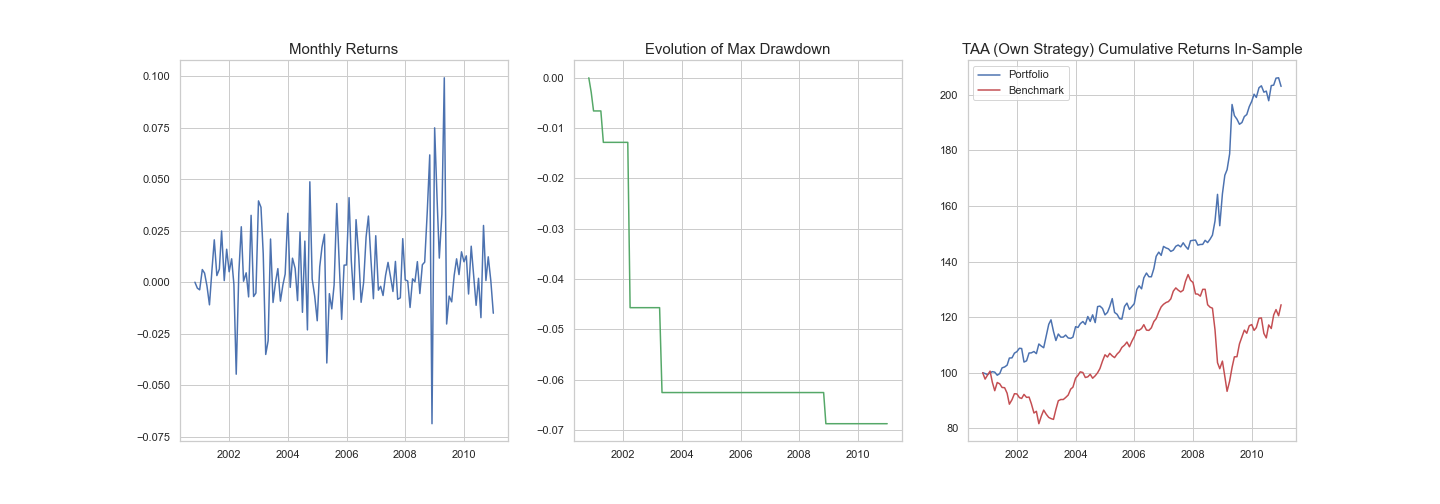 Monthly Returns
0.100
0.075
0.050
0.025
0.000
−0.025
−0.050
−0.075
2002 2004 2006 2008 2010
Evolution of Max Drawdown
0.00
−0.01
−0.02
−0.03
−0.04
−0.05
−0.06
−0.07
2002 2004 2006 2008 2010
TAA (Own Strategy) Cumulative Returns In-Sample
Portfolio
Benchmark
200
180
160
140
120
100
80
2002 2004 2006 2008 2010